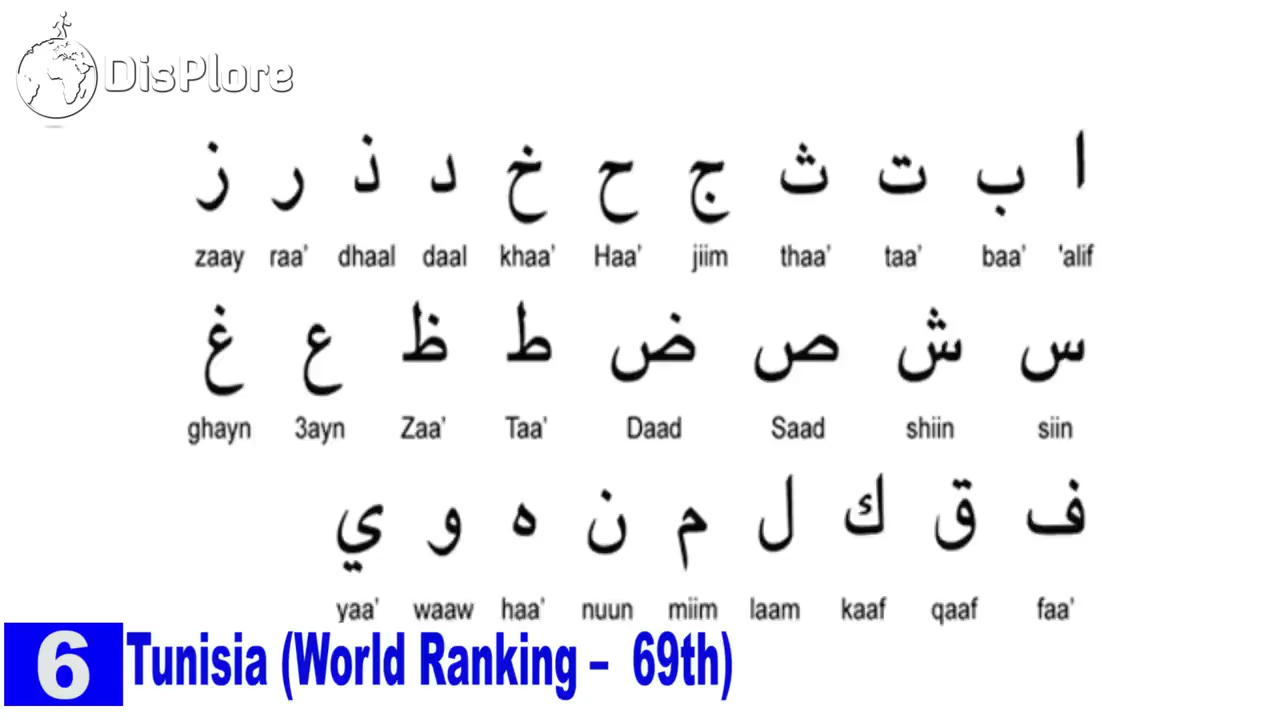 DisPlore
ا ب ت ث ج ح خ د ذ ر ز
zaay raa' dhaal daal khaa' Haa' jiim thaa' taa' baa' 'alif
س ش ص ض ط ظ ع غ
ghayn 3ayn Zaa' Taa' Daad Saad shiin siin
ف ق ك ل م ن ه و ي
yaa' waaw haa' nuun miim laam kaaf qaaf faa'
6 Tunisia (World Ranking – 69th)